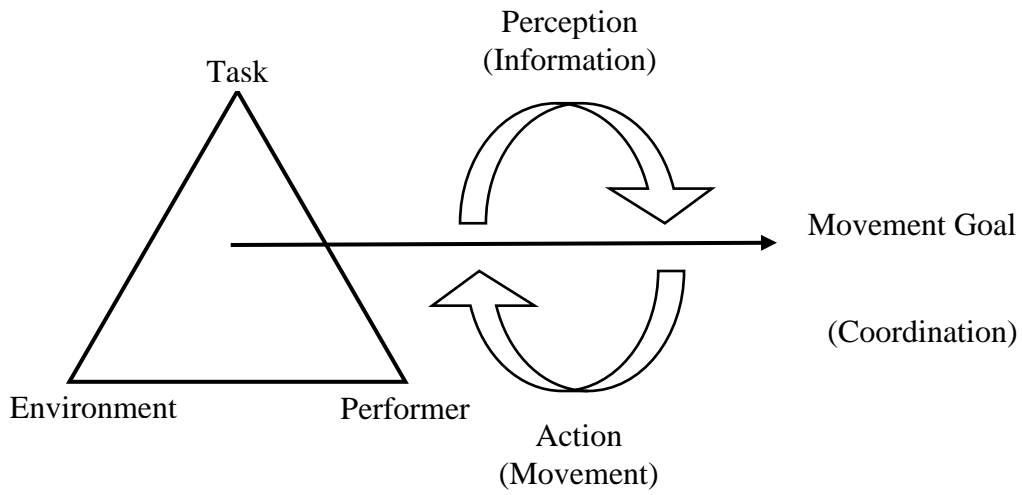 Perception
(Information)
Task
Movement Goal
(Coordination)
Environment
Performer
Action
(Movement)